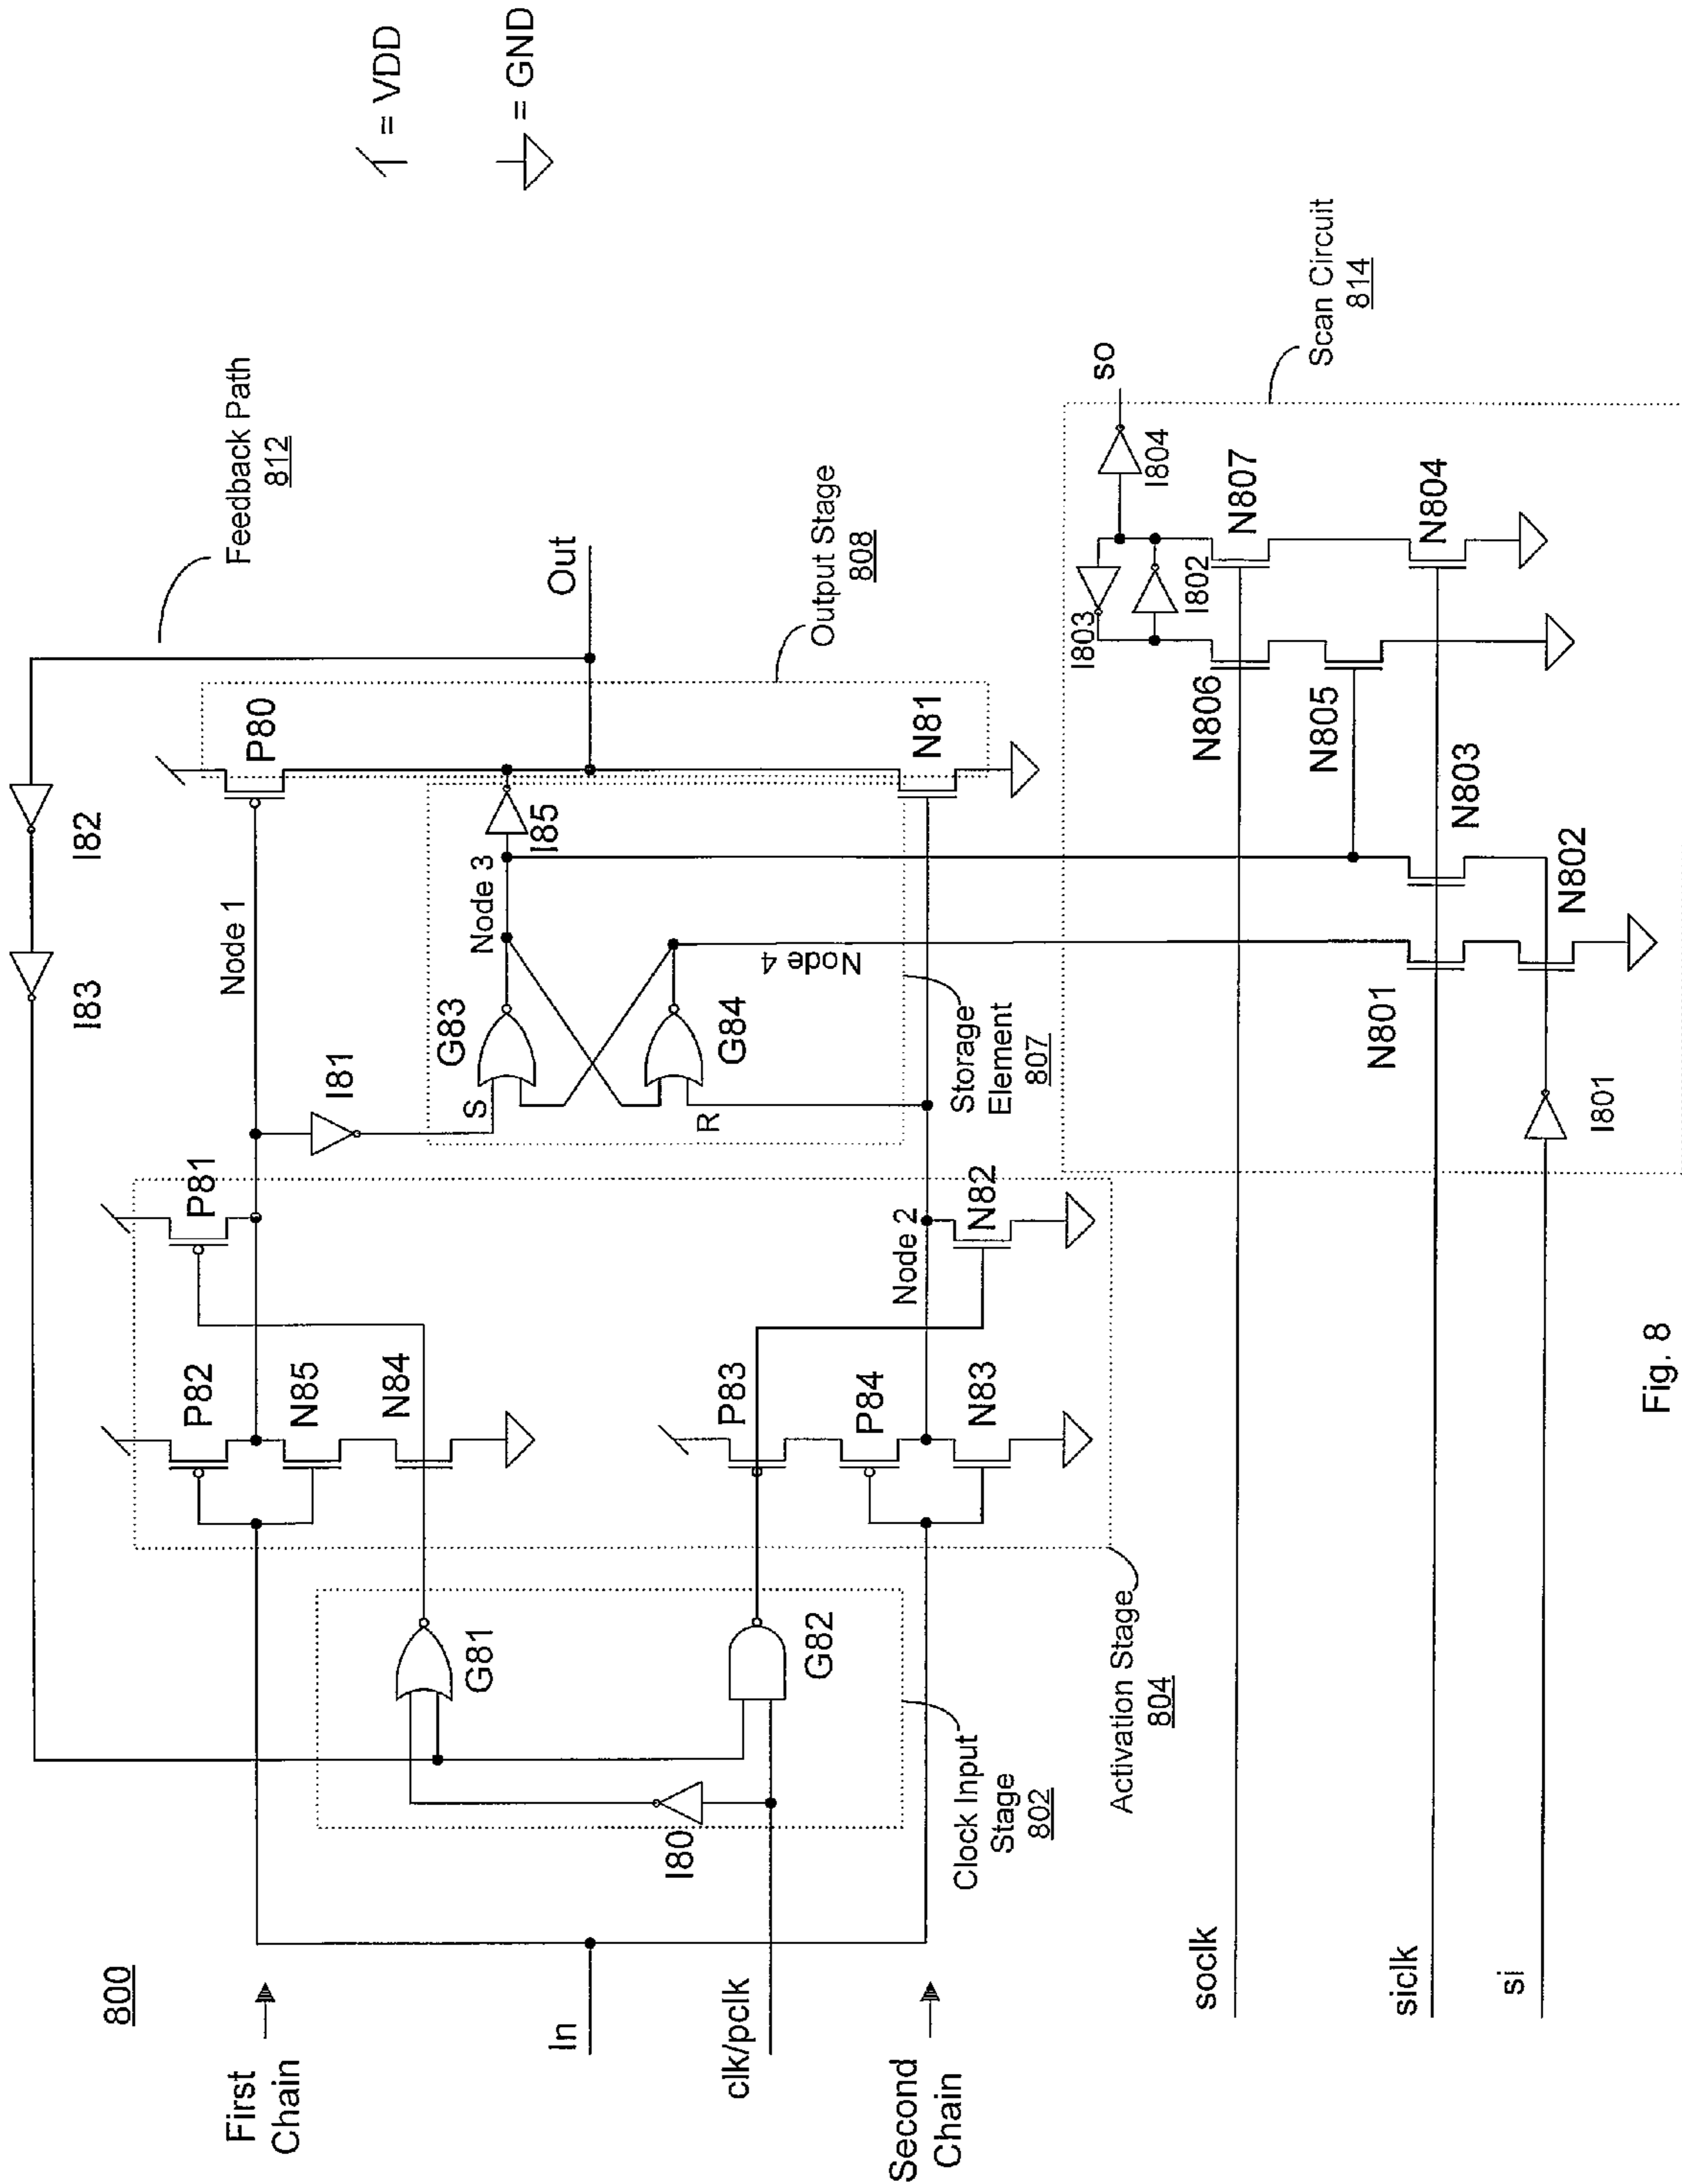 800
First
Chain
In
clk/pclk
Second
Chain
I82
I83
Feedback Path
812
= VDD
= GND
P82
P81
N85
N84
Node 1
I81
P80
Out
Output Stage
808
G81
G82
I80
Clock Input
Stage
802
P83
P84
N83
Node 2
N82
Activation Stage
804
S
R
G83
G84
Node 3
Node 4
I85
N81
Storage
Element
807
soclk
siclk
si
I801
N801
N802
N803
N804
N805
N806
N807
I803
I802
I804
so
Scan Circuit
814
Fig. 8